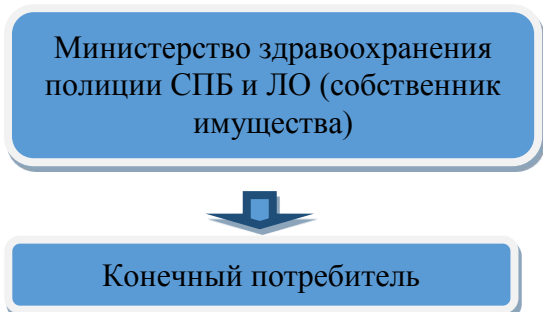 Министерство здравоохранения
полиции СПБ и ЛО (собственник
имущества)
Конечный потребитель